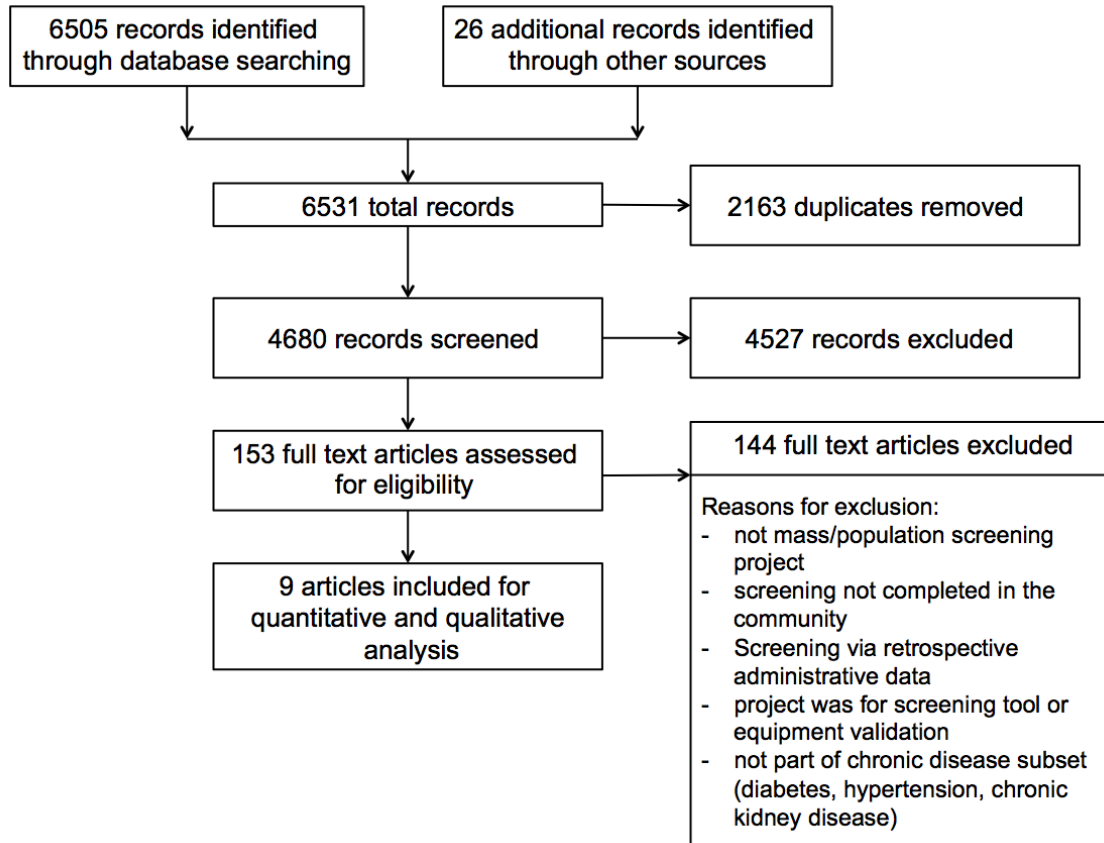 6505 records identified
through database searching
26 additional records identified
through other sources
6531 total records
2163 duplicates removed
4680 records screened
4527 records excluded
153 full text articles assessed
for eligibility
144 full text articles excluded
Reasons for exclusion:
- not mass/population screening
project
- screening not completed in the
community
- Screening via retrospective
administrative data
- project was for screening tool or
equipment validation
- not part of chronic disease subset
(diabetes, hypertension, chronic
kidney disease)
9 articles included for
quantitative and qualitative
analysis